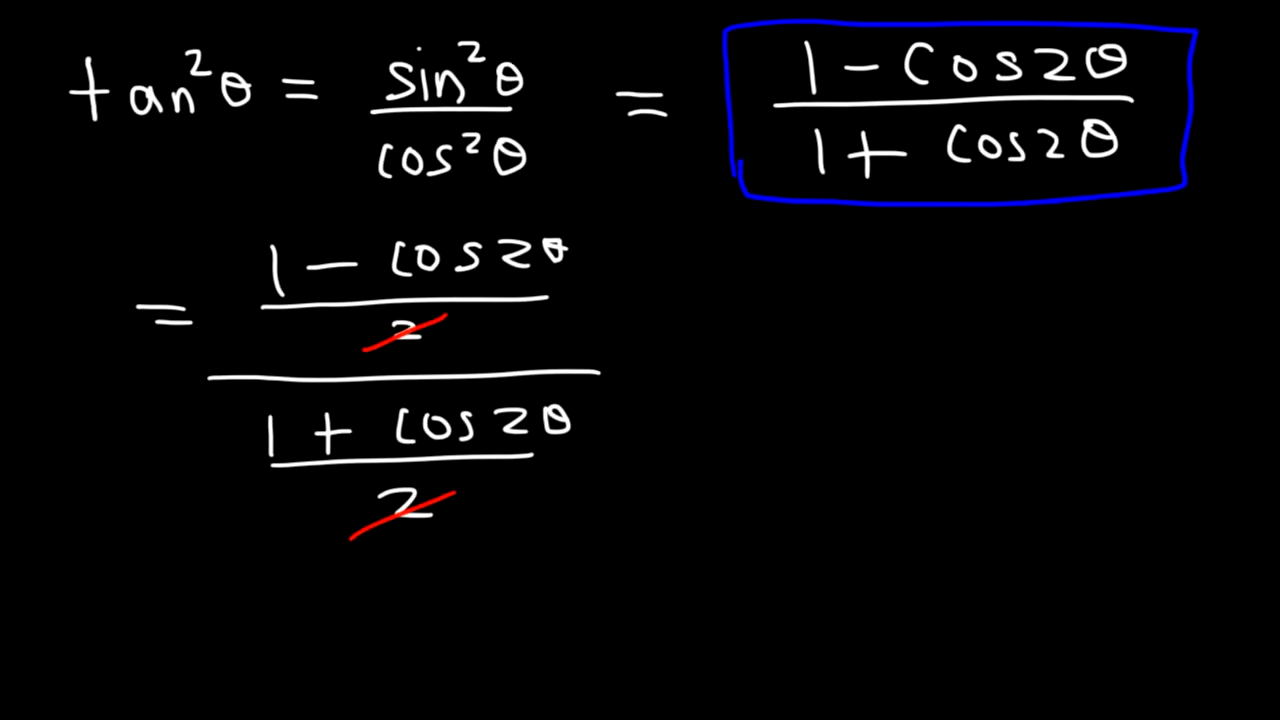 tan²θ = sin²θ / cos²θ = 1 - cos2θ / 1 + cos2θ
= 1 - cos2θ / 2
1 + cos2θ / 2